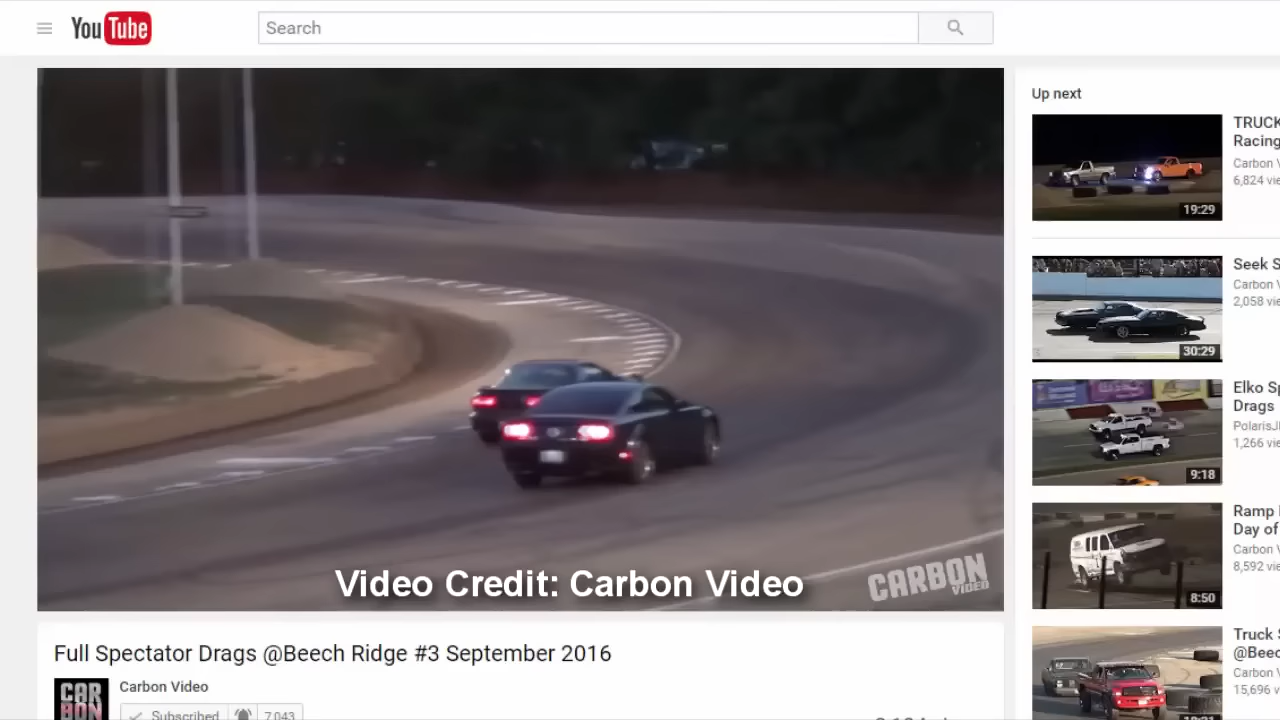 YouTube
Search
Up next
TRUCK
Racing
Carbon V
6,824 vie
19:29
Seek S
Carbon V
2,058 vie
30:29
Elko Sp
Drags
PolarisJ
1,266 vie
9:18
Ramp
Day of
Carbon V
8,592 vie
8:50
Truck S
@Beec
Carbon V
15,696 vi
Video Credit: Carbon Video
CARBON
VIDEO
Full Spectator Drags @Beech Ridge #3 September 2016
CAR
BON
Carbon Video
Subscribed
7,043